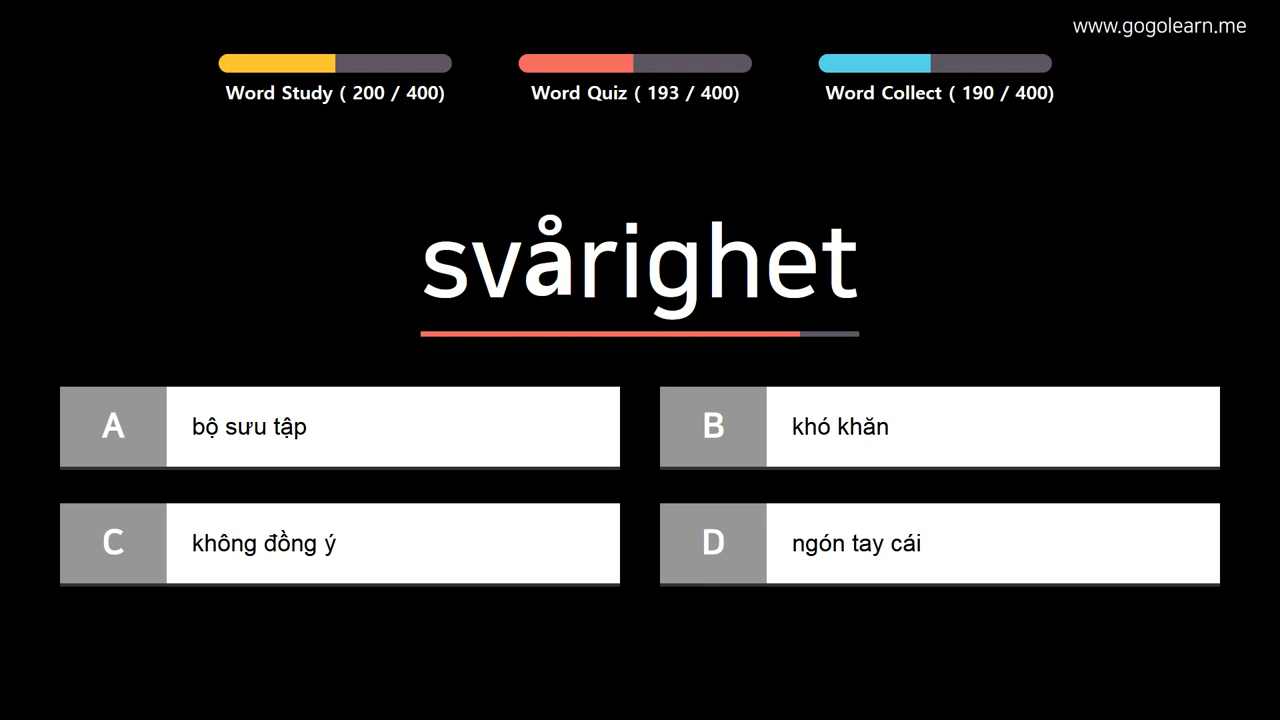 www.gogolearn.me
Word Study ( 200 / 400)
Word Quiz ( 193 / 400)
Word Collect ( 190 / 400)
svårighet
A bộ sưu tập
B khó khăn
C không đồng ý
D ngón tay cái